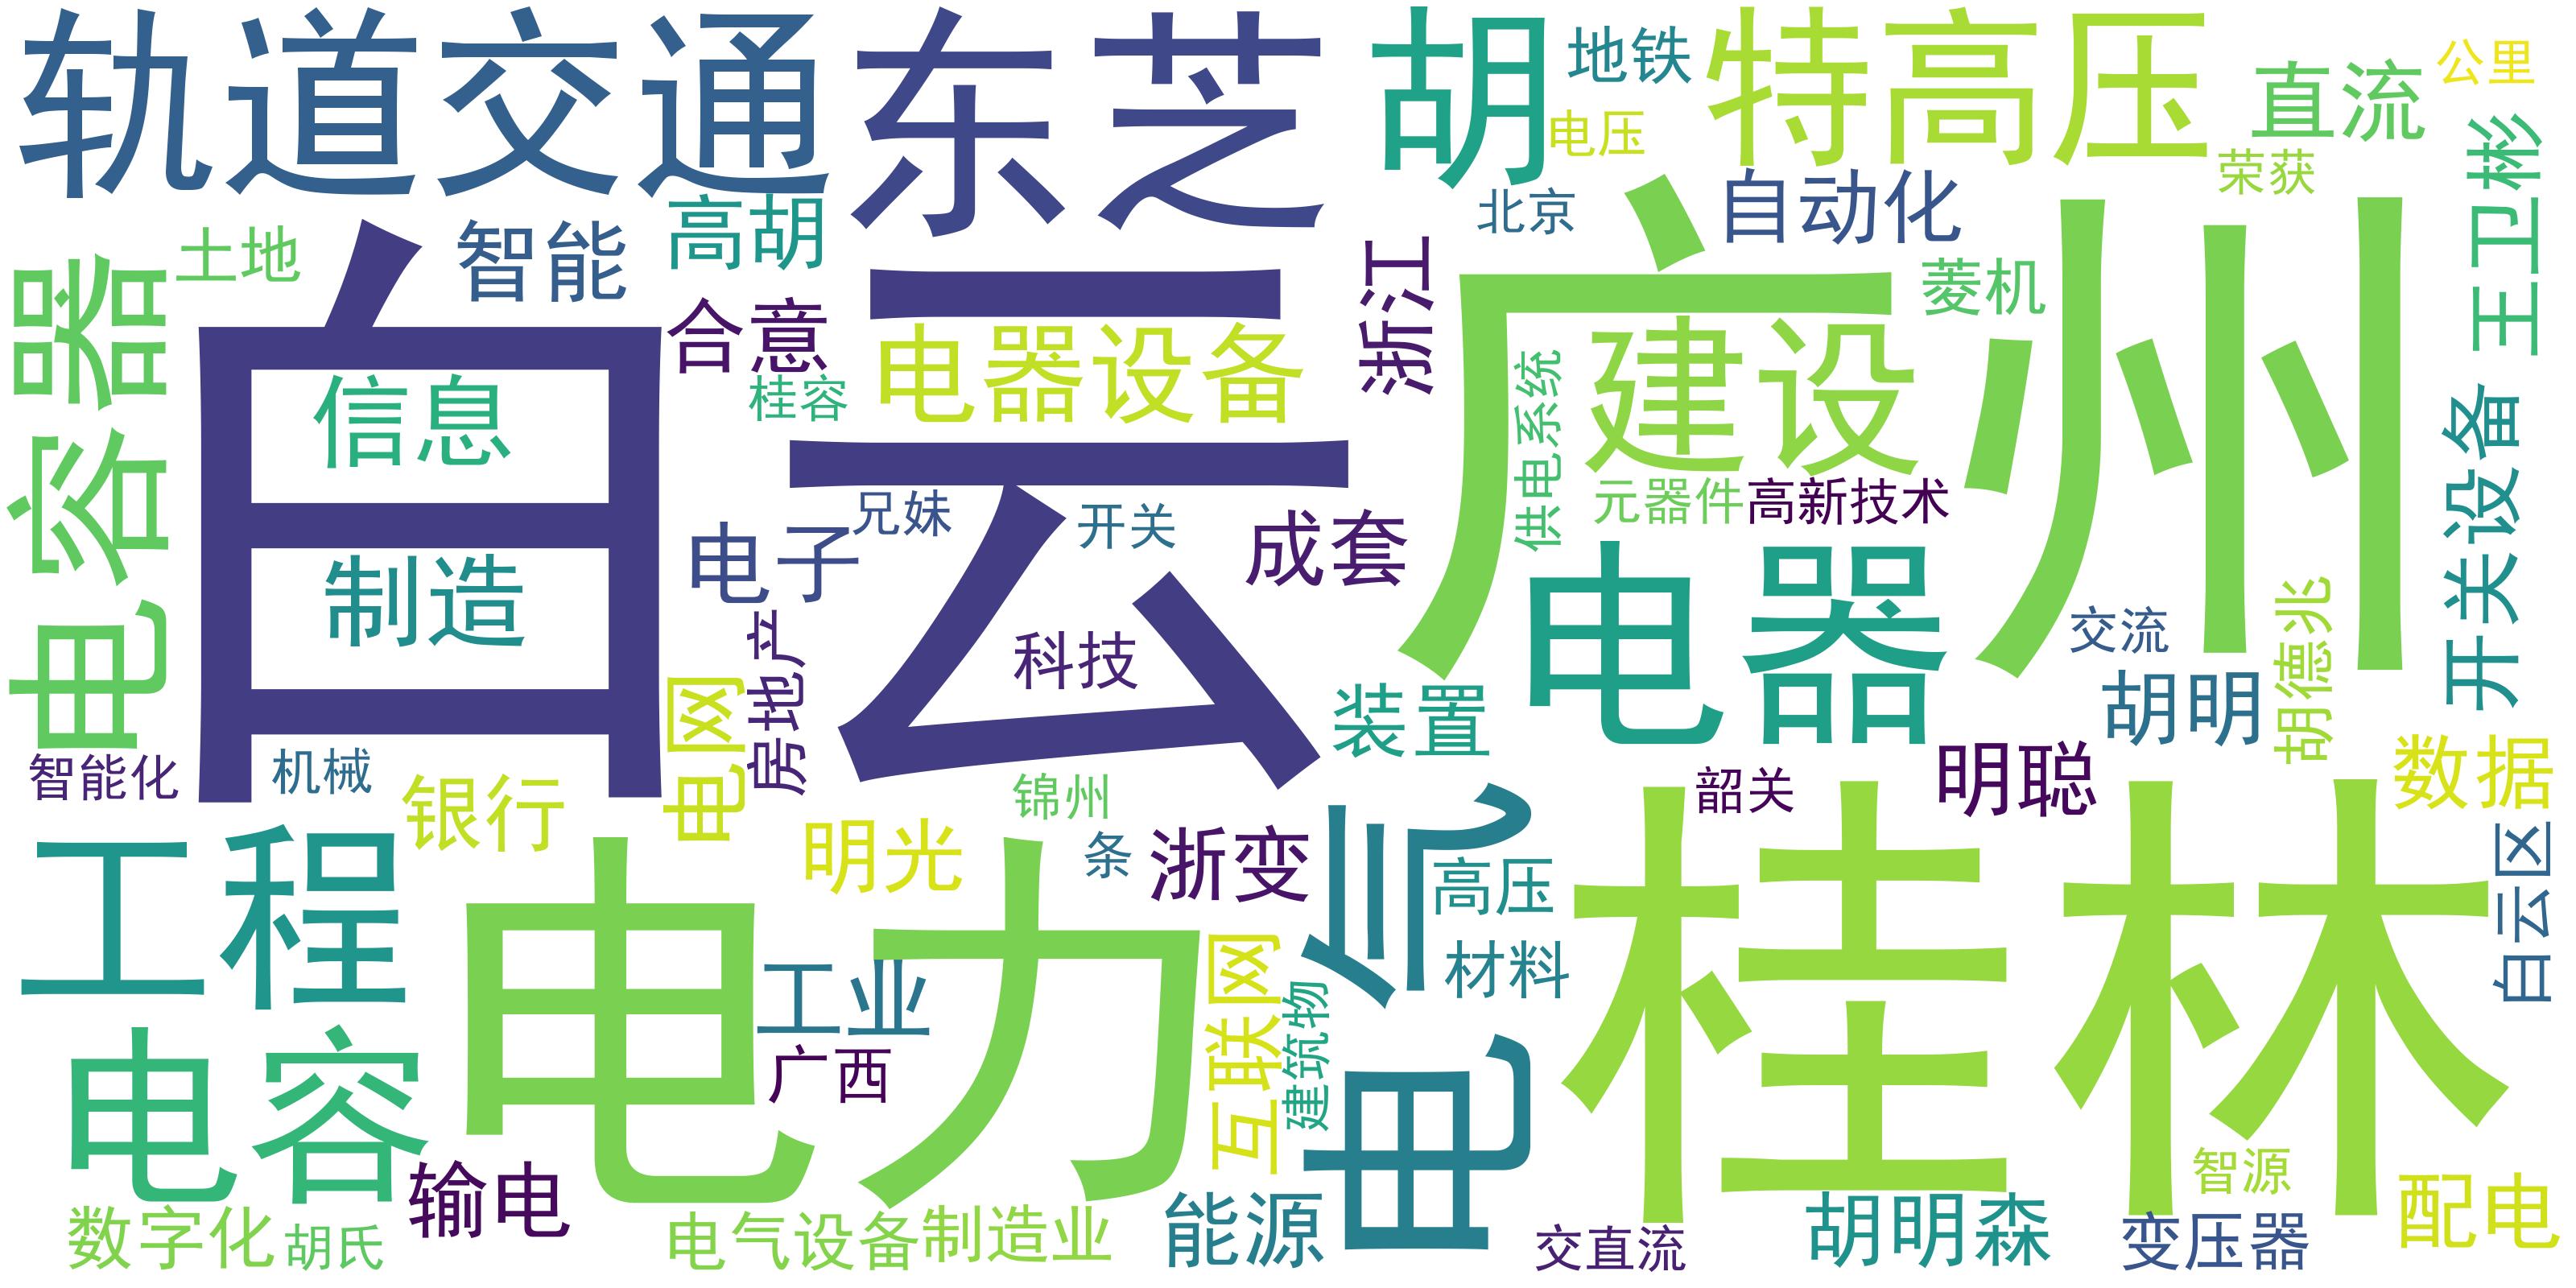 轨道交通
东芝
胡
地铁
特高压
直流
公里
电压
荣获
王卫彬
北京
自动化
高胡
智能
土地
电容器
白云
广州
浙江
菱机
合意
桂容
电器设备
建设
信息
供电系统
开关设备
元器件
高新技术
兄妹
开关
电子
成套
制造
电器
科技
交流
胡德兆
房地产
电网
装置
胡明
智能化
机械
银行
锦州
韶关
明聪
数据
明光
条
浙变
电气
高压
桂林
白云区
工程
电力
工业
互联网
材料
建筑物
广西
电容
输电
数字化
胡氏
电气设备
制造业
能源
交直流
胡明森
智源
变压器
配电